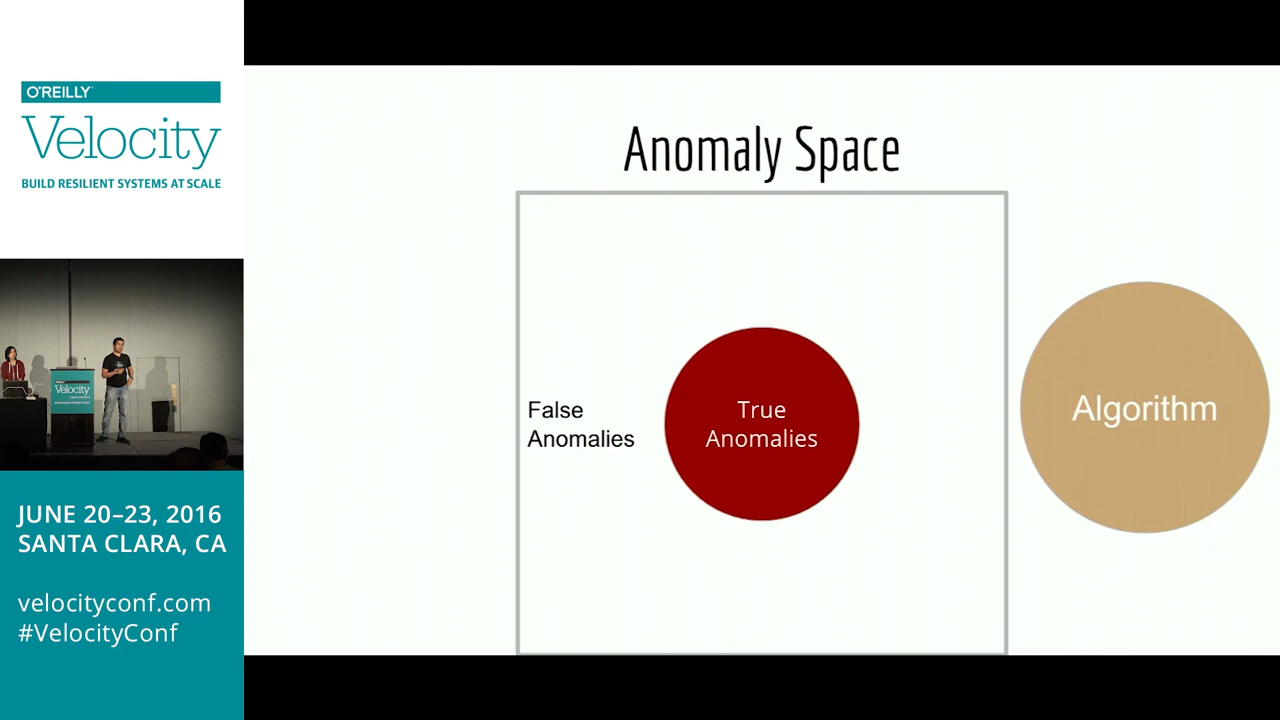 O'REILLY
Velocity
BUILD RESILIENT SYSTEMS AT SCALE
Velocity
JUNE 20–23, 2016
SANTA CLARA, CA
velocityconf.com
#VelocityConf
Anomaly Space
False
Anomalies
True
Anomalies
Algorithm